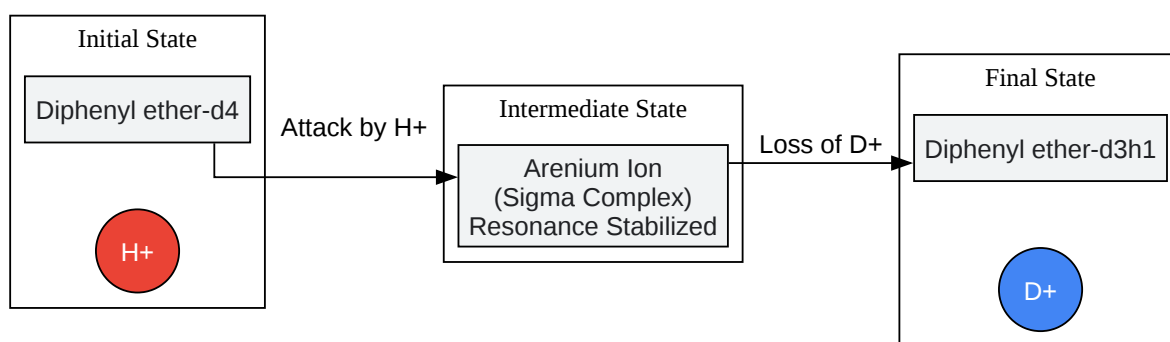 Initial State
Diphenyl ether-d4
H+
Attack by H+
Intermediate State
Arenium Ion
(Sigma Complex)
Resonance Stabilized
Loss of D+
Final State
Diphenyl ether-d3h1
D+